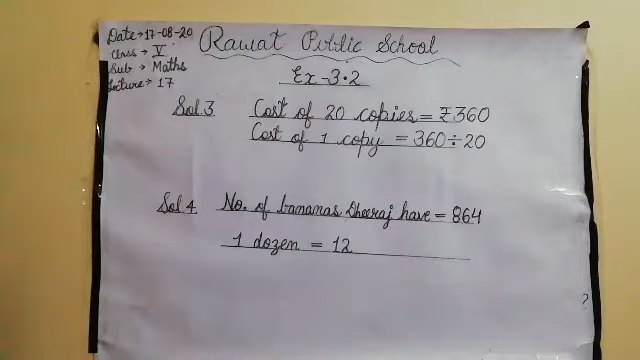 Date→17-08-20
Class → V
Sub → Maths
Lecture→ 17
Rawat Public School
Ex-3.2
Sol.3 Cost of 20 copies = ₹360
Cost of 1 copy = 360÷20
Sol 4 No. of bananas Dheeraj have = 864
1 dozen = 12
?